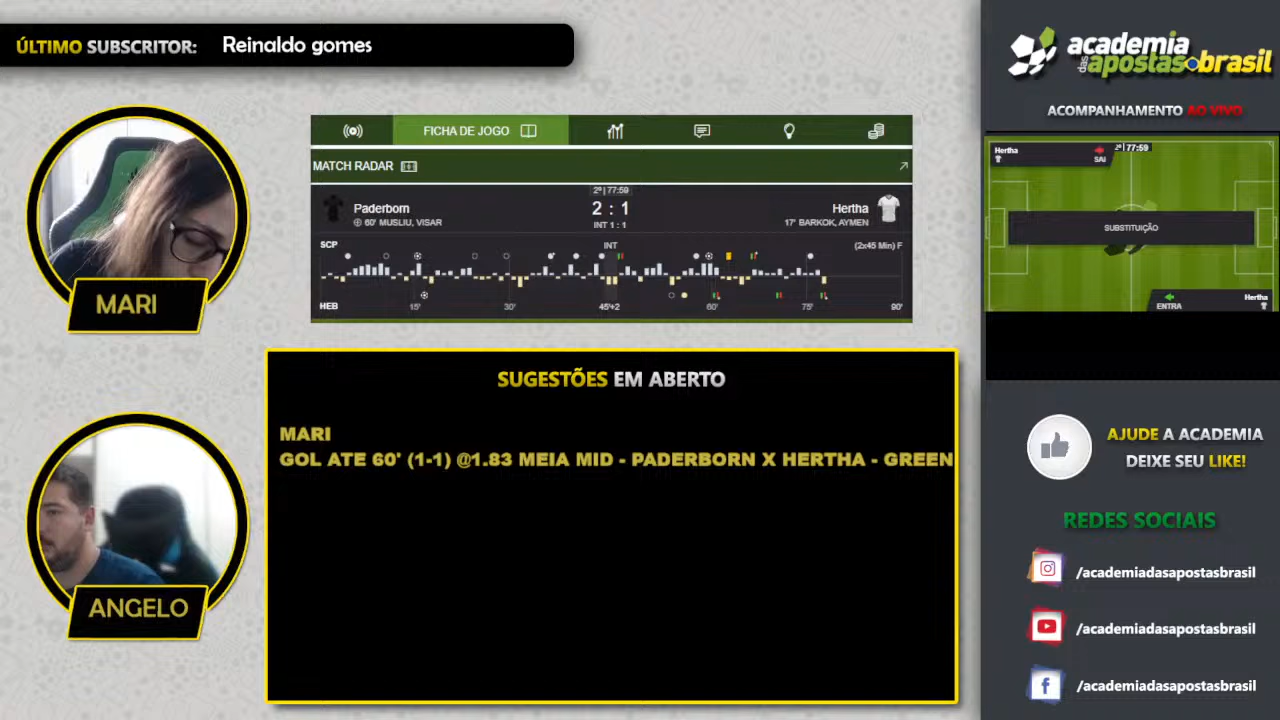 ÚLTIMO SUBSCRITOR: Reinaldo gomes
MARI
ANGELO
FICHA DE JOGO
MATCH RADAR
2º | 77:59
Paderborn 2 : 1 Hertha
60' MUSLIU, VISAR INT 1 : 1 17' BARKOK, AYMEN
SCP INT (2x45 Min) F
HEB 15' 30' 45'+2 60' 75' 90'
SUGESTÕES EM ABERTO
MARI
GOL ATE 60' (1-1) @1.83 MEIA MID - PADERBORN X HERTHA - GREEN
academia
das apostas brasil
ACOMPANHAMENTO AO VIVO
Hertha 2º | 77:59
SAI
SUBSTITUIÇÃO
Hertha
ENTRA
AJUDE A ACADEMIA
DEIXE SEU LIKE!
REDES SOCIAIS
/academiadasapostasbrasil
/academiadasapostasbrasil
/academiadasapostasbrasil